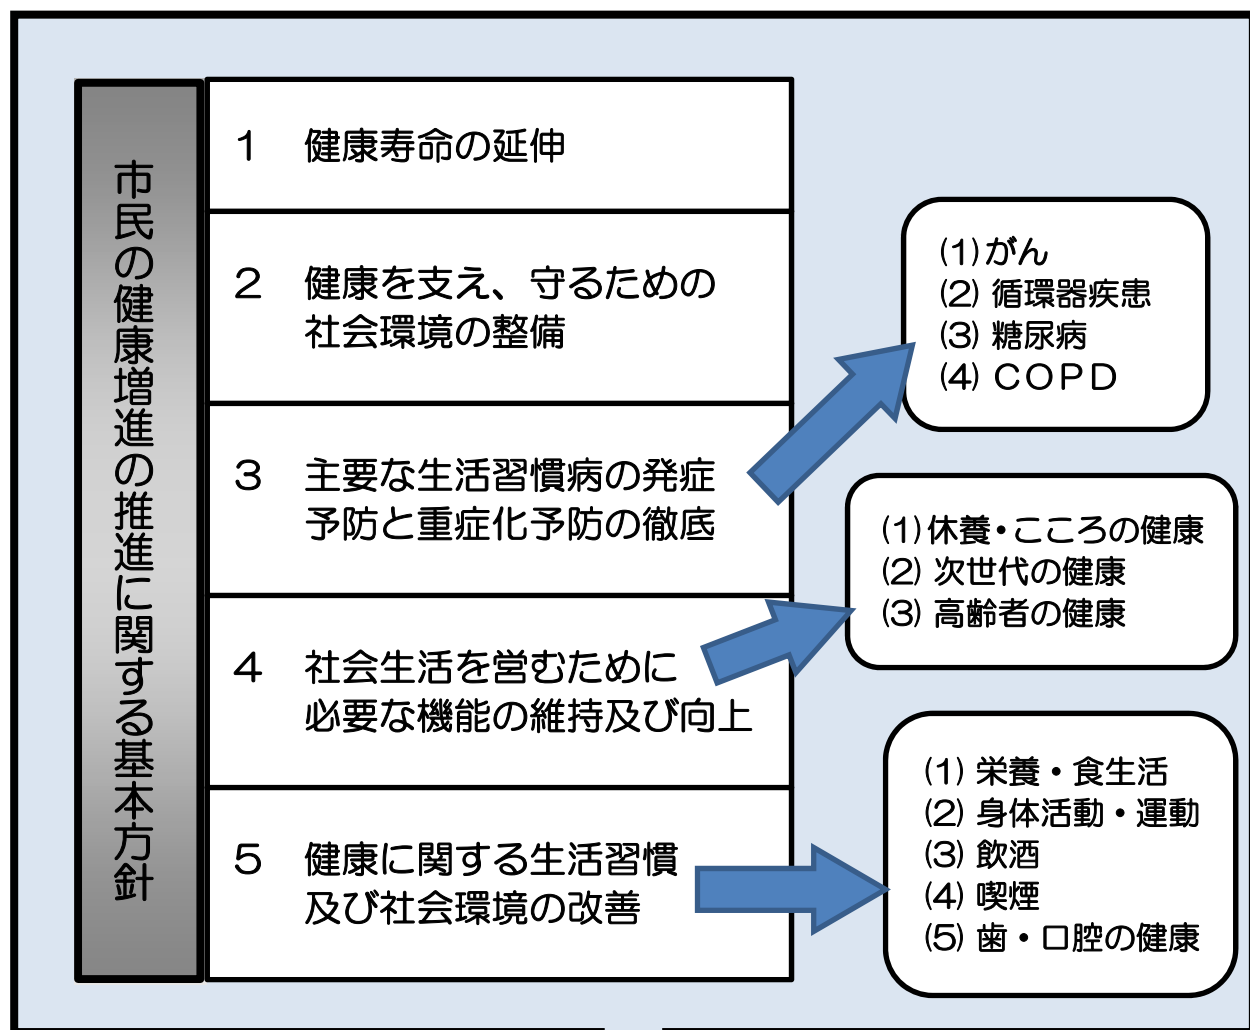 市民の健康増進の推進に関する基本方針
1 健康寿命の延伸
2 健康を支え、守るための
社会環境の整備
3 主要な生活習慣病の発症
予防と重症化予防の徹底
4 社会生活を営むために
必要な機能の維持及び向上
5 健康に関する生活習慣
及び社会環境の改善
(1)がん
(2) 循環器疾患
(3) 糖尿病
(4) ＣＯＰＤ
(1)休養・こころの健康
(2) 次世代の健康
(3) 高齢者の健康
(1) 栄養・食生活
(2) 身体活動・運動
(3) 飲酒
(4) 喫煙
(5) 歯・口腔の健康